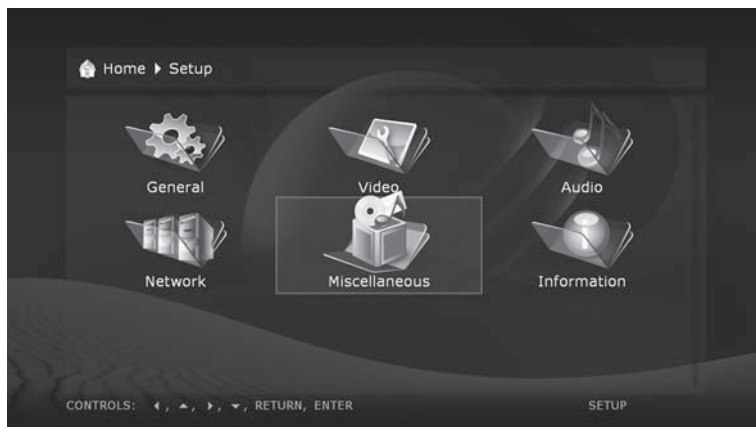 Home ▶ Setup
General Video Audio
Network Miscellaneous Information
CONTROLS: ◀, ▲, ▶, ▼, RETURN, ENTER SETUP